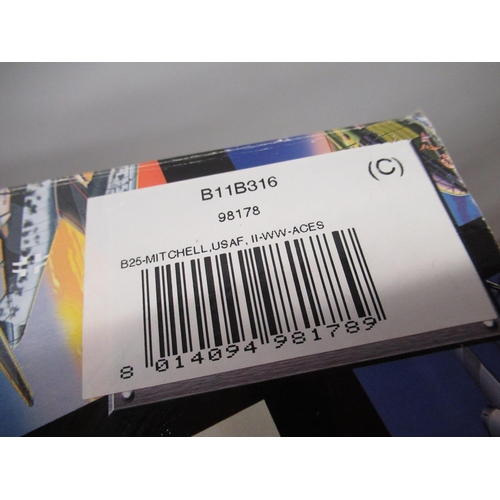 B11B316
(C)
98178
B25-MITCHELL,USAF, II-WW-ACES
8 014094 981789